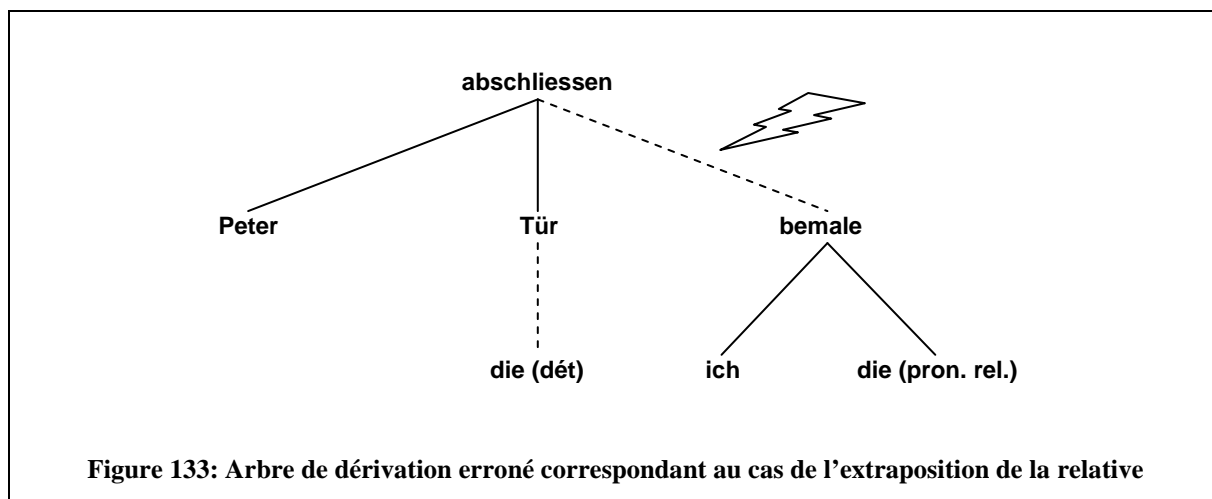 abschliessen
Peter Tür bemale
die (dét) ich die (pron. rel.)
Figure 133: Arbre de dérivation erroné correspondant au cas de l’extraposition de la relative